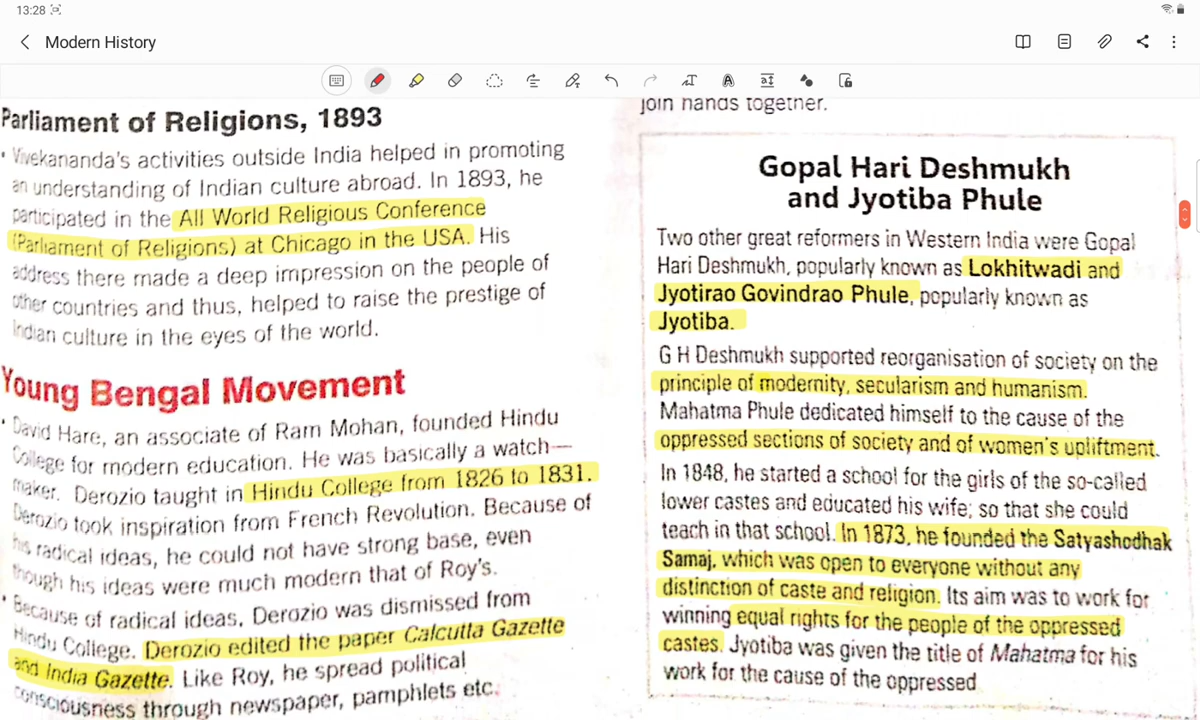 13:28
Modern History
Parliament of Religions, 1893
• Vivekananda's activities outside India helped in promoting
an understanding of Indian culture abroad. In 1893, he
participated in the All World Religious Conference
(Parliament of Religions) at Chicago in the USA. His
address there made a deep impression on the people of
other countries and thus, helped to raise the prestige of
Indian culture in the eyes of the world.
Young Bengal Movement
• David Hare, an associate of Ram Mohan, founded Hindu
College for modern education. He was basically a watch—
maker. Derozio taught in Hindu College from 1826 to 1831.
Derozio took inspiration from French Revolution. Because of
his radical ideas, he could not have strong base, even
though his ideas were much modern that of Roy's.
• Because of radical ideas, Derozio was dismissed from
Hindu College. Derozio edited the paper Calcutta Gazette
and India Gazette. Like Roy, he spread political
consciousness through newspaper, pamphlets etc.
join hands together.
Gopal Hari Deshmukh
and Jyotiba Phule
Two other great reformers in Western India were Gopal
Hari Deshmukh, popularly known as Lokhitwadi and
Jyotirao Govindrao Phule, popularly known as
Jyotiba.
G H Deshmukh supported reorganisation of society on the
principle of modernity, secularism and humanism.
Mahatma Phule dedicated himself to the cause of the
oppressed sections of society and of women's upliftment.
In 1848, he started a school for the girls of the so-called
lower castes and educated his wife; so that she could
teach in that school. In 1873, he founded the Satyashodhak
Samaj, which was open to everyone without any
distinction of caste and religion. Its aim was to work for
winning equal rights for the people of the oppressed
castes. Jyotiba was given the title of Mahatma for his
work for the cause of the oppressed